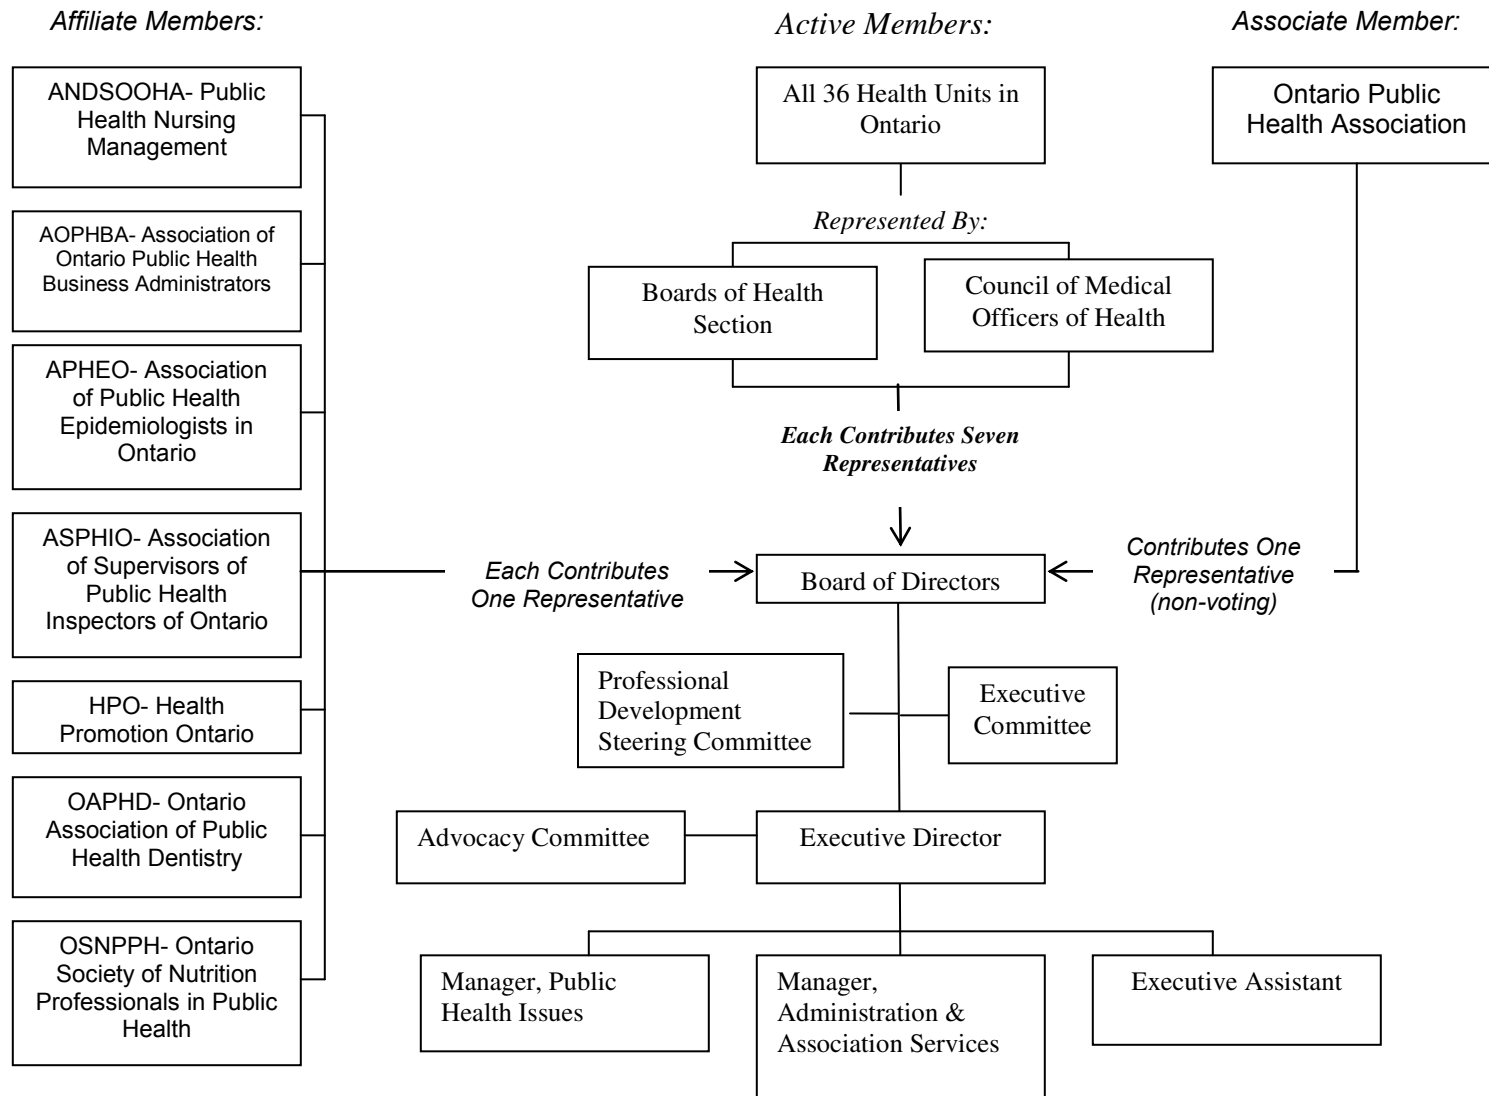 Affiliate Members:
Active Members:
Associate Member:
ANDSOOHA- Public
Health Nursing
Management
AOPHBA- Association of
Ontario Public Health
Business Administrators
APHEO- Association
of Public Health
Epidemiologists in
Ontario
ASPHIO- Association
of Supervisors of
Public Health
Inspectors of Ontario
HPO- Health
Promotion Ontario
OAPHD- Ontario
Association of Public
Health Dentistry
OSNPPH- Ontario
Society of Nutrition
Professionals in Public
Health
Each Contributes
One Representative
All 36 Health Units in
Ontario
Represented By:
Boards of Health
Section
Council of Medical
Officers of Health
Each Contributes Seven
Representatives
Ontario Public
Health Association
Contributes One
Representative
(non-voting)
Board of Directors
Professional
Development
Steering Committee
Executive
Committee
Advocacy Committee
Executive Director
Manager, Public
Health Issues
Manager,
Administration &
Association Services
Executive Assistant